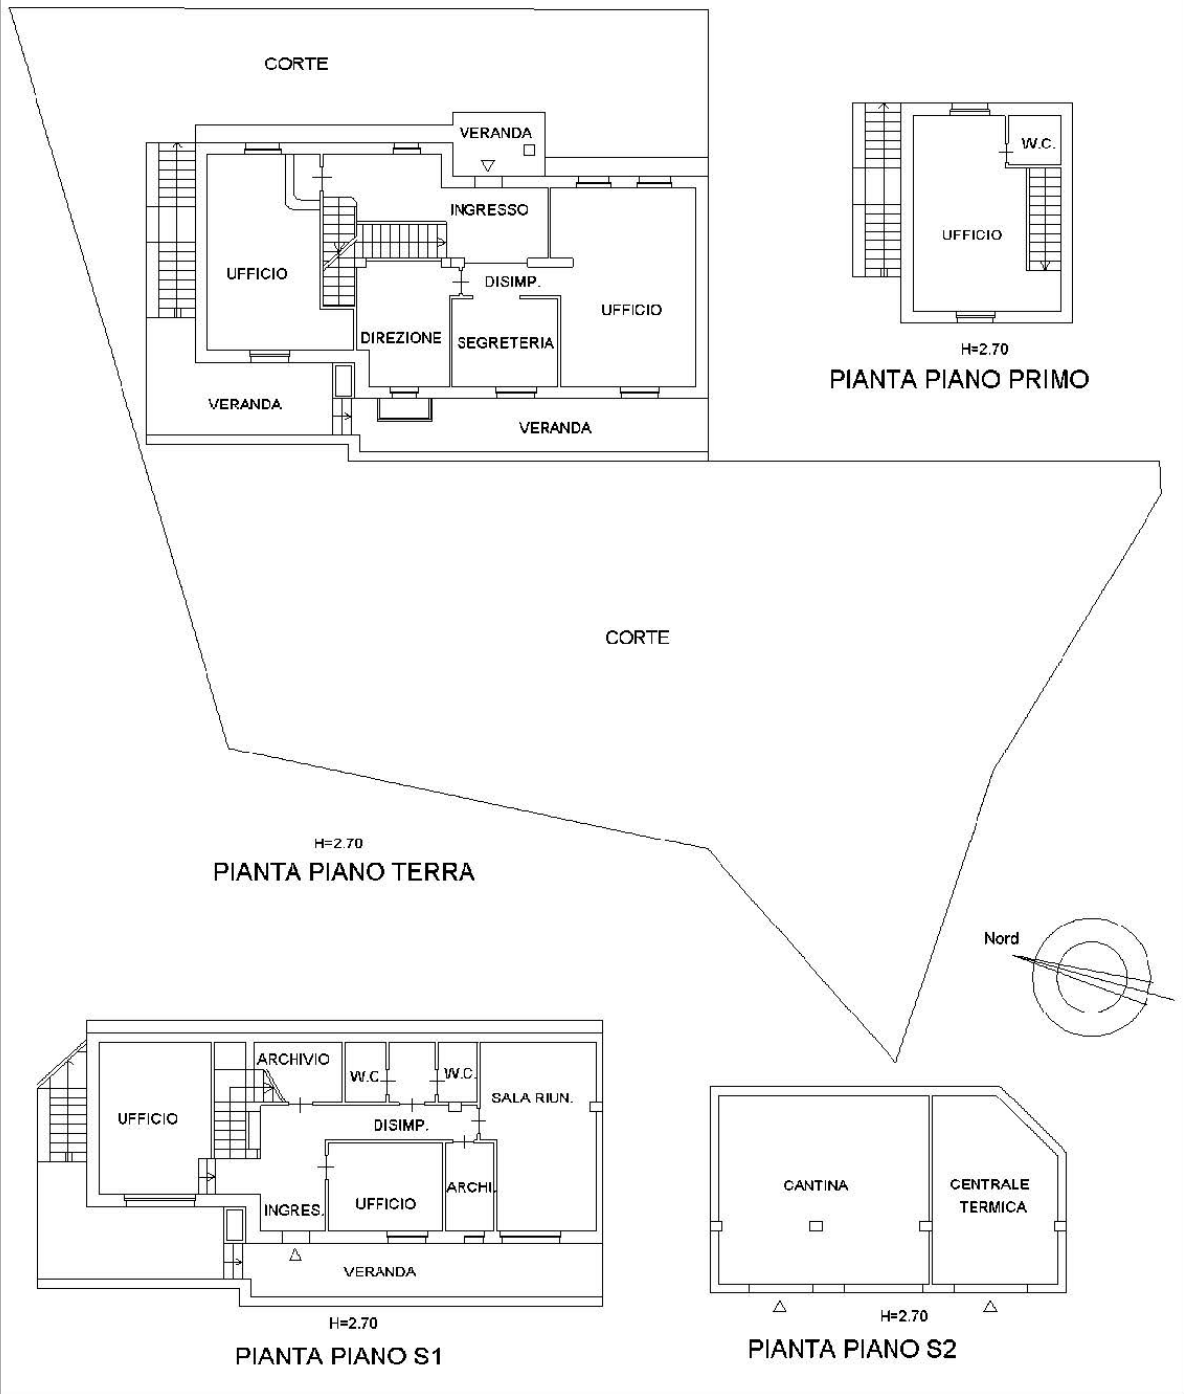 CORTE
VERANDA
INGRESSO
UFFICIO
DISIMP.
UFFICIO
DIREZIONE
SEGRETERIA
VERANDA
VERANDA
W.C.
UFFICIO
H=2.70
PIANTA PIANO PRIMO
CORTE
H=2.70
PIANTA PIANO TERRA
Nord
ARCHIVIO
W.C
W.C.
SALA RIUN.
UFFICIO
DISIMP.
ARCHI.
UFFICIO
INGRES.
VERANDA
H=2.70
PIANTA PIANO S1
CANTINA
CENTRALE
TERMICA
H=2.70
PIANTA PIANO S2